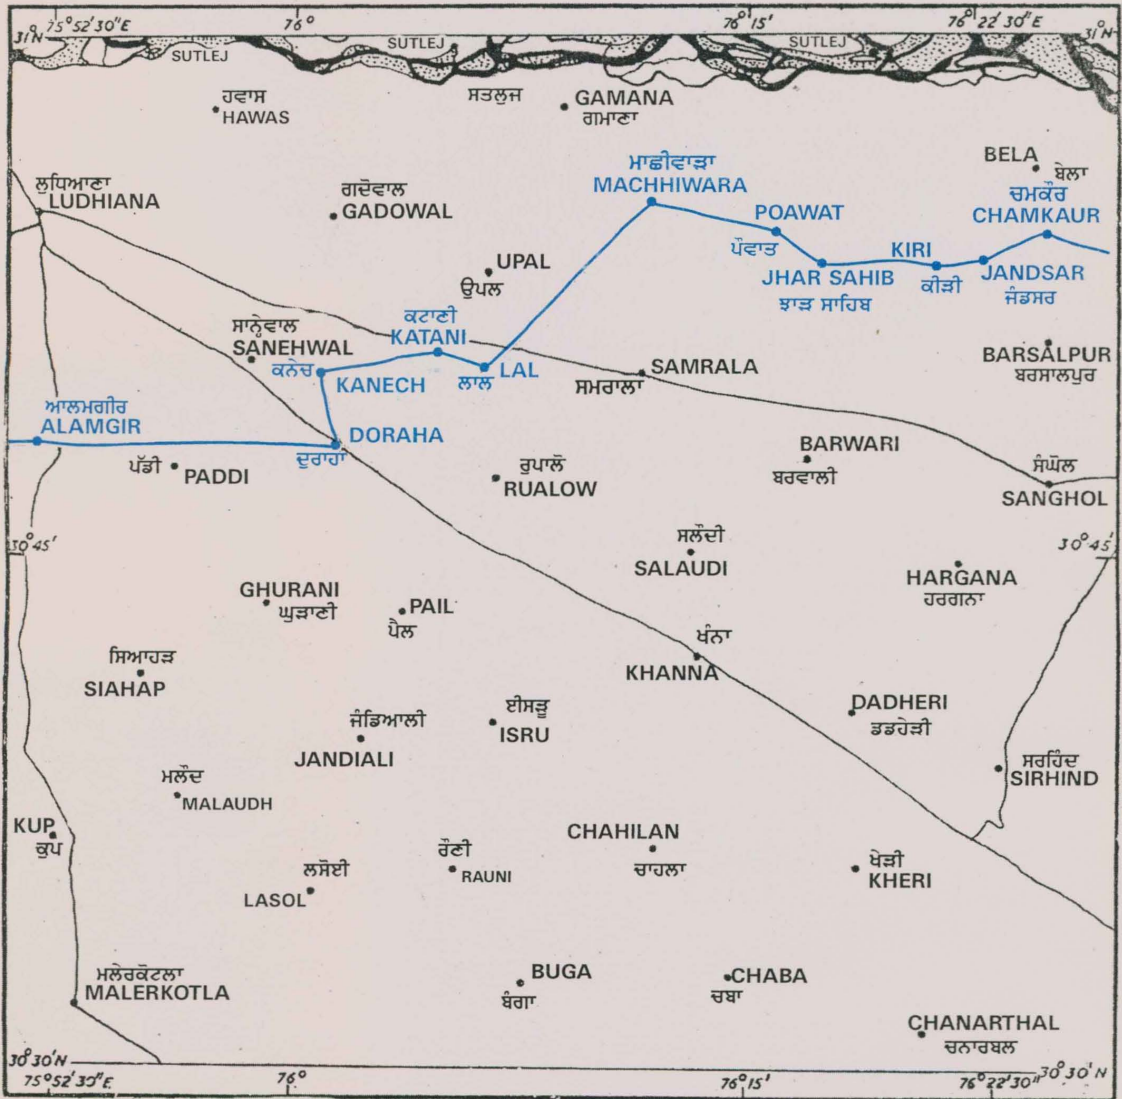 75° 52' 30" E
76°
76° 15'
76° 22' 30" E
31° N
31° N
SUTLEJ
SUTLEJ
SUTLEJ
ਸਤਲੁਜ
ਹਵਾਸ
HAWAS
GAMANA
ਗਮਾਣਾ
ਮਾਛੀਵਾੜਾ
MACHHIWARA
BELA
ਬੇਲਾ
ਲੁਧਿਆਣਾ
LUDHIANA
ਗਦੋਵਾਲ
GADOWAL
POAWAT
ਪੌਵਾਤ
ਚਮਕੌਰ
CHAMKAUR
UPAL
ਉਪਲ
JHAR SAHIB
ਝਾੜ ਸਾਹਿਬ
KIRI
ਕੀੜੀ
JANDSAR
ਜੰਡਸਰ
ਕਟਾਣੀ
KATANI
ਸਾਨ੍ਹੇਵਾਲ
SANEHWAL
ਕਨੇਚ
KANECH
ਲਾਲ
LAL
SAMRALA
ਸਮਰਾਲਾ
BARSALPUR
ਬਰਸਾਲਪੁਰ
ਆਲਮਗੀਰ
ALAMGIR
DORAHA
ਦੁਰਾਹਾ
ਪੱਡੀ
PADDI
ਰੁਪਾਲੋ
RUALOW
BARWARI
ਬਰਵਾਲੀ
ਸੰਘੋਲ
SANGHOL
30° 45'
30° 45'
ਸਲੌਦੀ
SALAUDI
HARGANA
ਹਰਗਨਾ
GHURANI
ਘੁੜਾਣੀ
PAIL
ਪੈਲ
ਖੰਨਾ
KHANNA
ਸਿਆਹੜ
SIAHAP
ਜੰਡਿਆਲੀ
JANDIALI
ਈਸੜੂ
ISRU
DADHERI
ਡਡਹੇੜੀ
ਸਰਹਿੰਦ
SIRHIND
ਮਲੌਦ
MALAUDH
KUP
ਕੁਪ
CHAHILAN
ਚਾਹਲਾ
ਰੌਣੀ
RAUNI
ਲਸੋਈ
LASOL
ਖੇੜੀ
KHERI
ਮਲੇਰਕੋਟਲਾ
MALERKOTLA
BUGA
ਬੰਗਾ
CHABA
ਚਬਾ
CHANARTHAL
ਚਨਾਰਬਲ
30° 30' N
30° 30' N
75° 52' 30" E
76°
76° 15'
76° 22' 30"